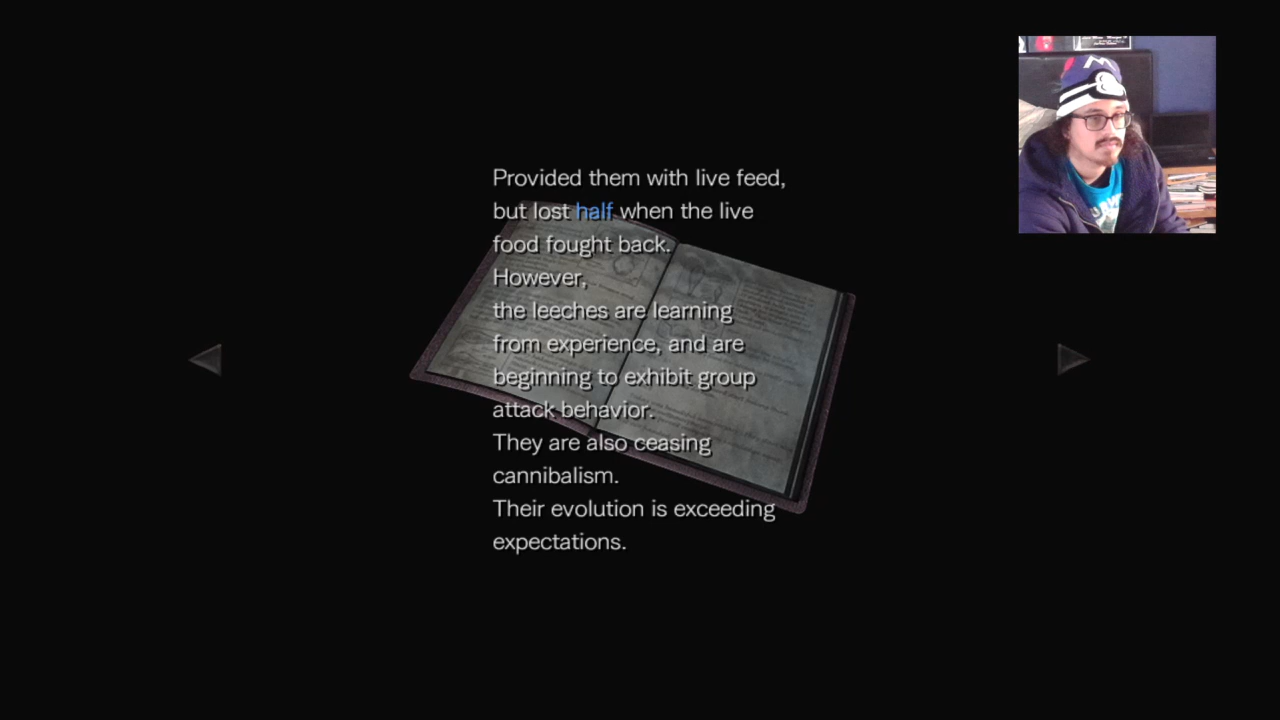 Provided them with live feed,
but lost half when the live
food fought back.
However,
the leeches are learning
from experience, and are
beginning to exhibit group
attack behavior.
They are also ceasing
cannibalism.
Their evolution is exceeding
expectations.